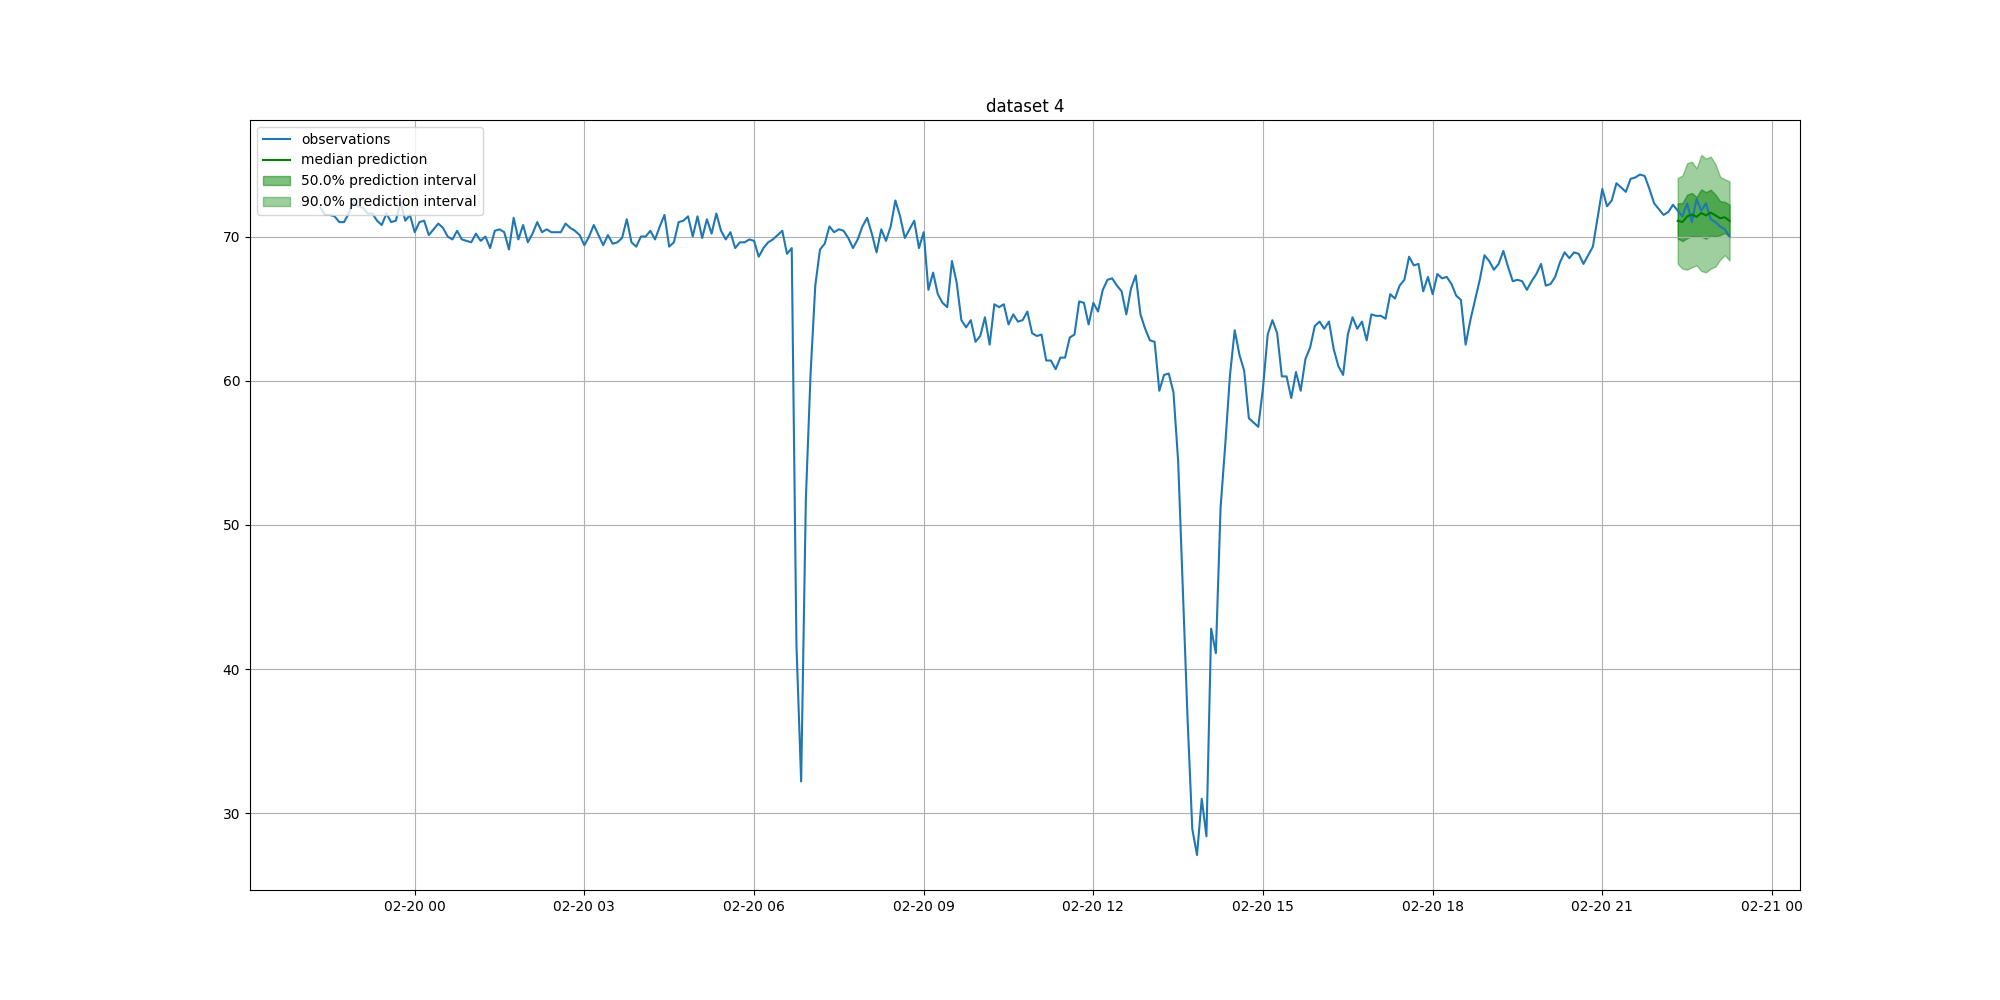 dataset 4
observations
median prediction
50.0% prediction interval
90.0% prediction interval
70
60
50
40
30
02-20 00
02-20 03
02-20 06
02-20 09
02-20 12
02-20 15
02-20 18
02-20 21
02-21 00